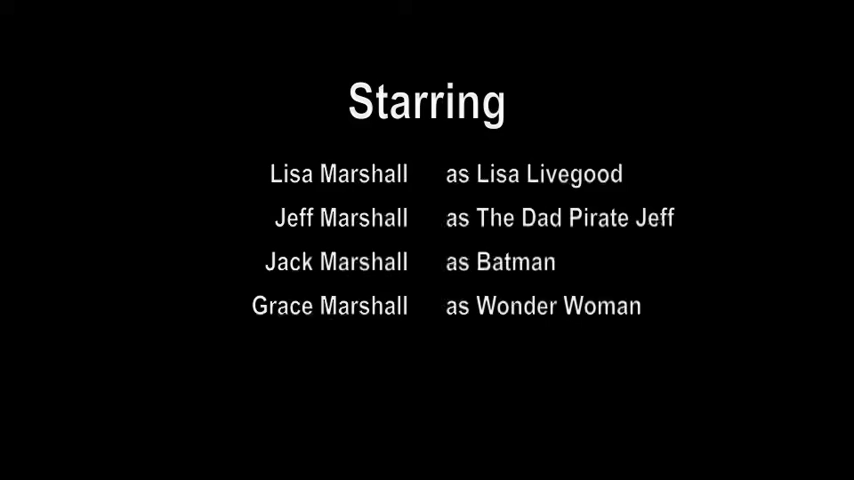 Starring
Lisa Marshall as Lisa Livegood
Jeff Marshall as The Dad Pirate Jeff
Jack Marshall as Batman
Grace Marshall as Wonder Woman